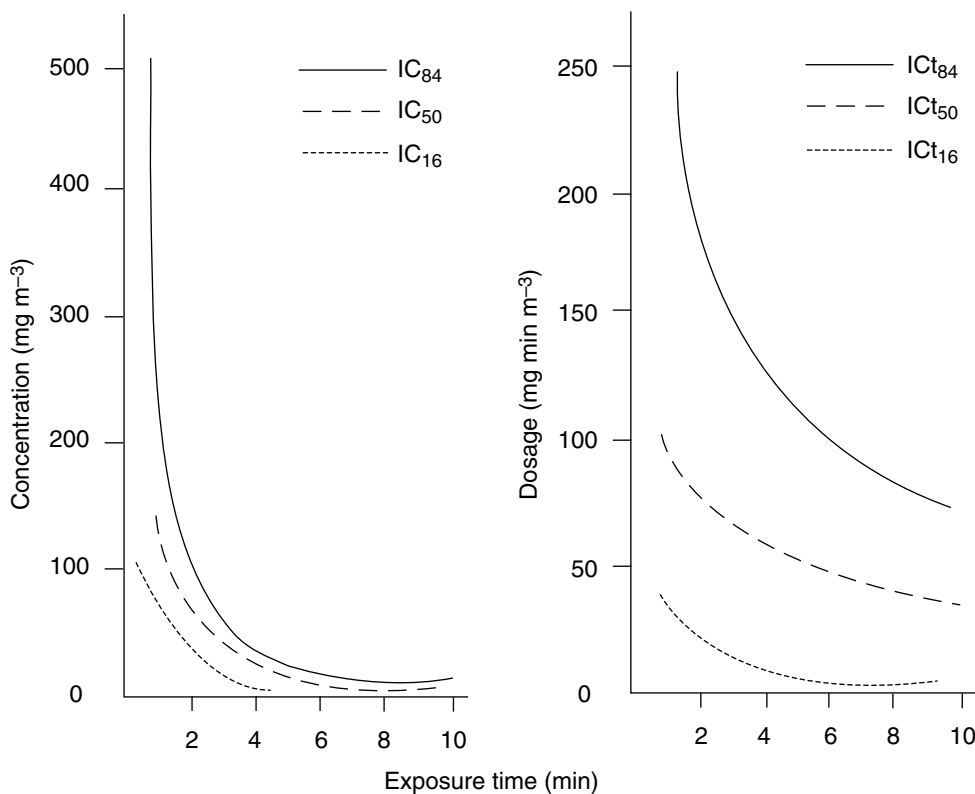 500
400
300
200
100
0
Concentration (mg m–3)
IC84
IC50
IC16
2 4 6 8 10
250
200
150
100
50
0
Dosage (mg min m–3)
ICt84
ICt50
ICt16
2 4 6 8 10
Exposure time (min)